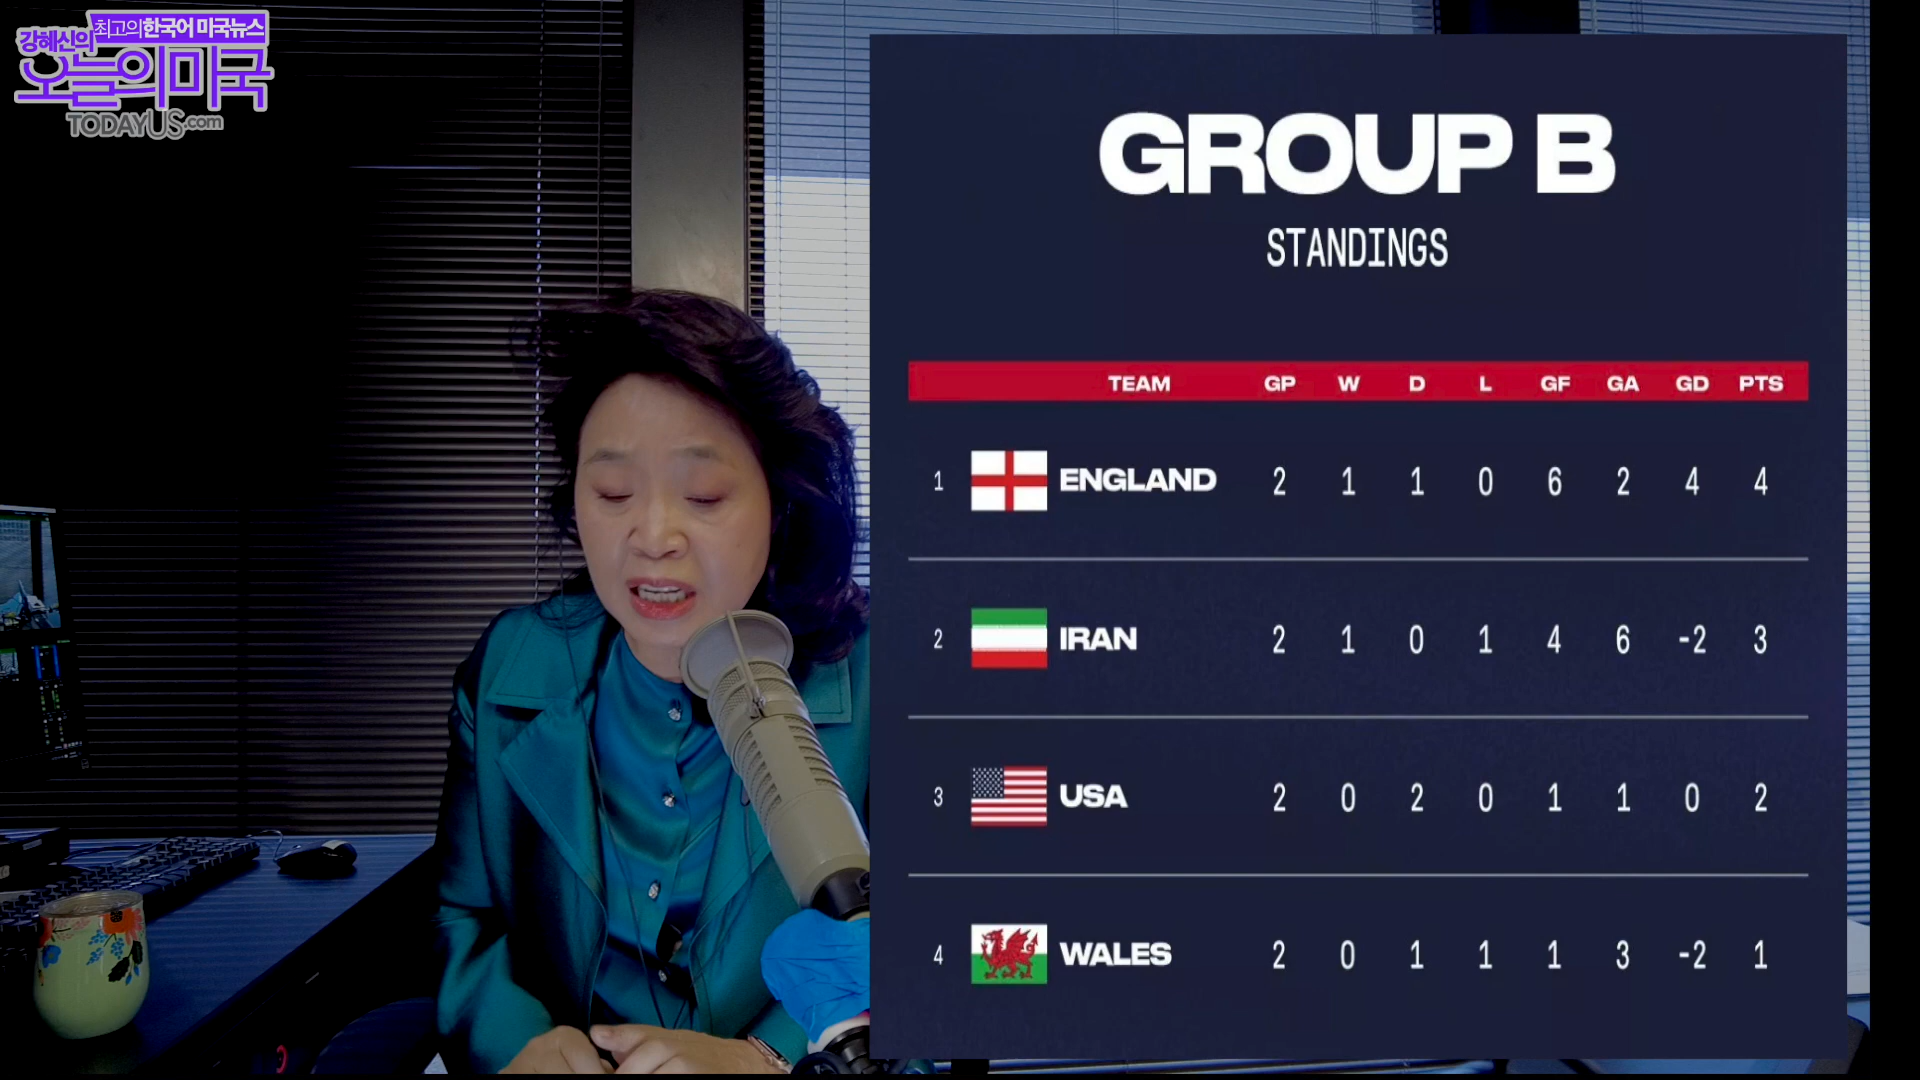 최고의한국어 미국뉴스
강혜신의
오늘의미국
TODAYUS.com
GROUP B
STANDINGS
TEAM GP W D L GF GA GD PTS
1 ENGLAND 2 1 1 0 6 2 4 4
2 IRAN 2 1 0 1 4 6 -2 3
3 USA 2 0 2 0 1 1 0 2
4 WALES 2 0 1 1 1 3 -2 1